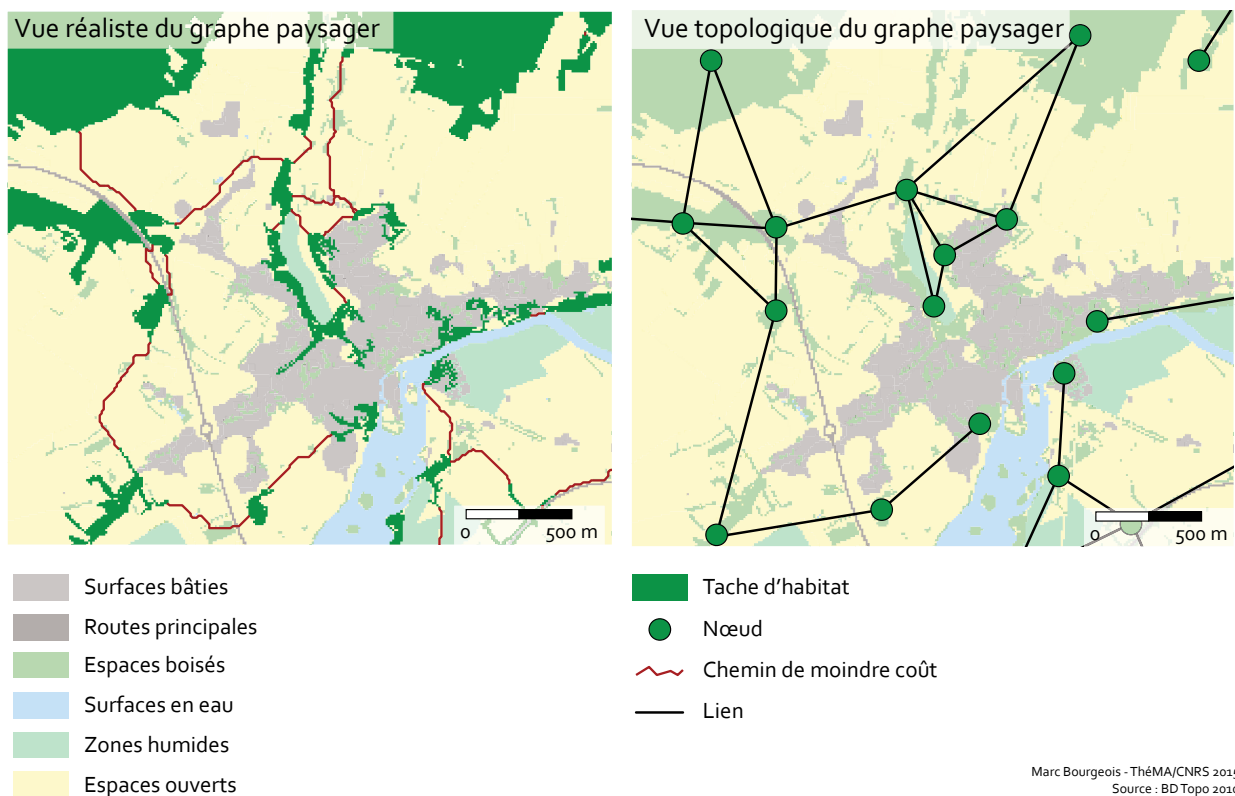 Vue réaliste du graphe paysager
Vue topologique du graphe paysager
0 500 m
0 500 m
Surfaces bâties
Routes principales
Espaces boisés
Surfaces en eau
Zones humides
Espaces ouverts
Tache d'habitat
Nœud
Chemin de moindre coût
Lien
Marc Bourgeois - ThéMA/CNRS 2015
Source : BD Topo 2010